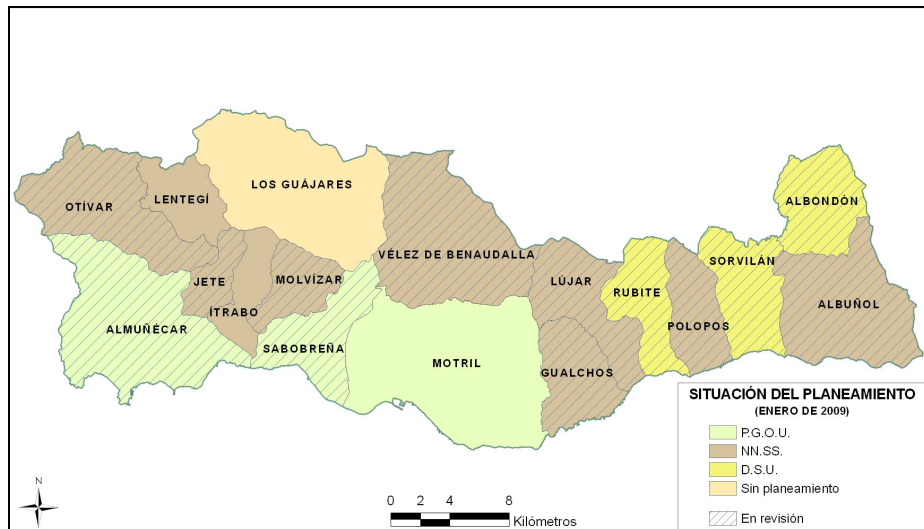 LOS GUÁJARES
LENTEGÍ
OTÍVAR
ALBONDÓN
VÉLEZ DE BENAUDALLA
SORVILÁN
JETE
MOLVÍZAR
LÚJAR
RUBITE
ALBUÑOL
ÍTRABO
ALMUÑÉCAR
POLOPOS
SABOBREÑA
MOTRIL
GUALCHOS
SITUACIÓN DEL PLANEAMIENTO
(ENERO DE 2009)
P.G.O.U.
NN.SS.
D.S.U.
Sin planeamiento
En revisión
N
0 2 4 8
Kilómetros